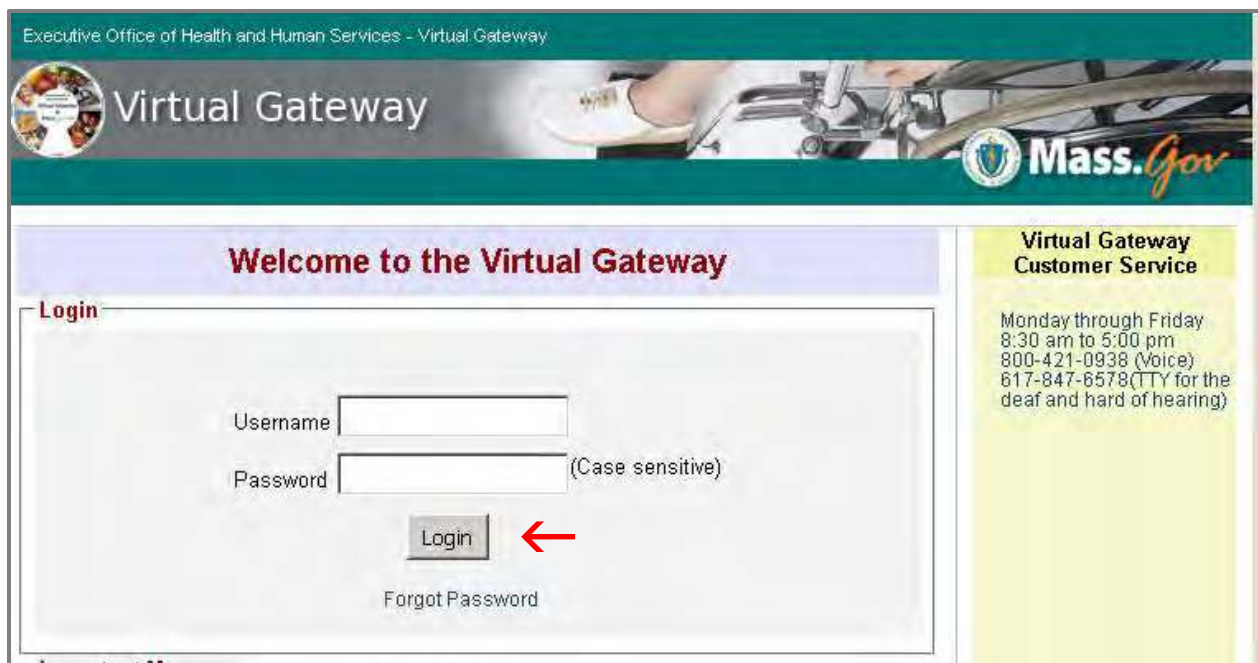 Executive Office of Health and Human Services - Virtual Gateway
Virtual Gateway
Mass.Gov
Welcome to the Virtual Gateway
Login
Username
Password
(Case sensitive)
Login
Forgot Password
Virtual Gateway
Customer Service
Monday through Friday
8:30 am to 5:00 pm
800-421-0938 (Voice)
617-847-6578(TTY for the
deaf and hard of hearing)